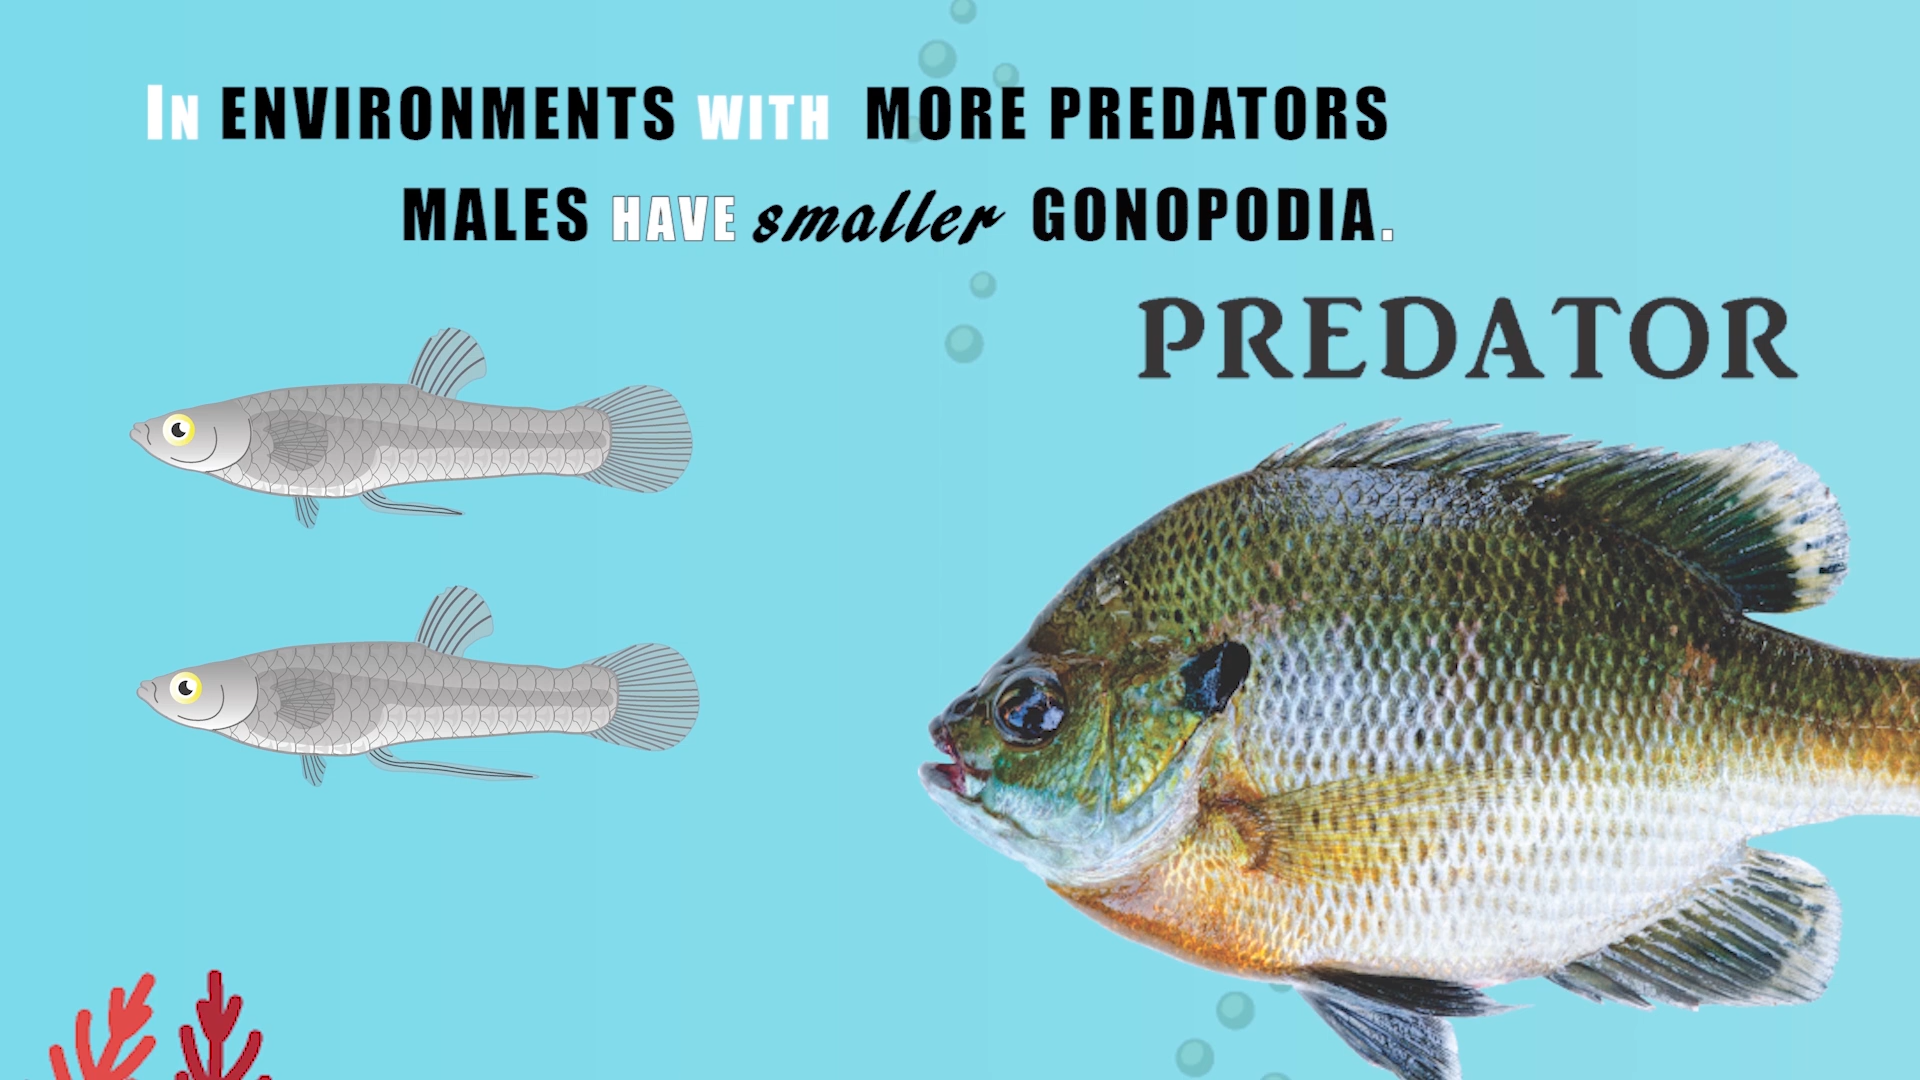 In ENVIRONMENTS WITH MORE PREDATORS
MALES HAVE smaller GONOPODIA.
PREDATOR